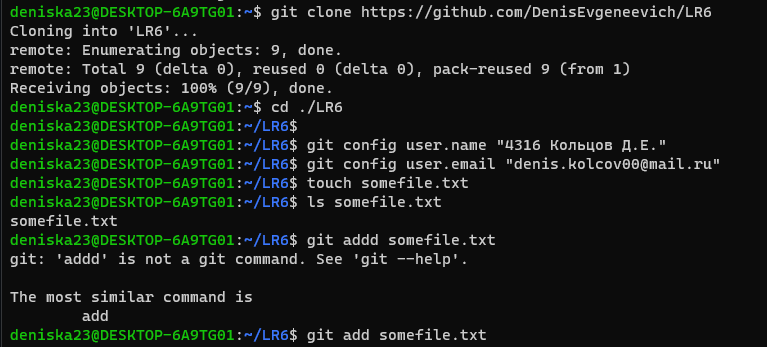 deniska23@DESKTOP-6A9TG01:~$ git clone https://github.com/DenisEvgeneevich/LR6
Cloning into 'LR6'...
remote: Enumerating objects: 9, done.
remote: Total 9 (delta 0), reused 0 (delta 0), pack-reused 9 (from 1)
Receiving objects: 100% (9/9), done.
deniska23@DESKTOP-6A9TG01:~$ cd ./LR6
deniska23@DESKTOP-6A9TG01:~/LR6$
deniska23@DESKTOP-6A9TG01:~/LR6$ git config user.name "4316 Кольцов Д.Е."
deniska23@DESKTOP-6A9TG01:~/LR6$ git config user.email "denis.kolcov00@mail.ru"
deniska23@DESKTOP-6A9TG01:~/LR6$ touch somefile.txt
deniska23@DESKTOP-6A9TG01:~/LR6$ ls somefile.txt
somefile.txt
deniska23@DESKTOP-6A9TG01:~/LR6$ git addd somefile.txt
git: 'addd' is not a git command. See 'git --help'.

The most similar command is
        add
deniska23@DESKTOP-6A9TG01:~/LR6$ git add somefile.txt